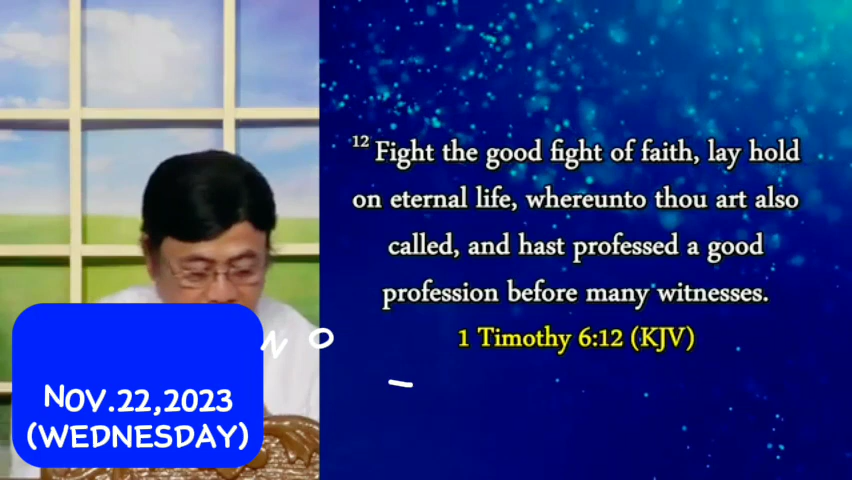 12 Fight the good fight of faith, lay hold
on eternal life, whereunto thou art also
called, and hast professed a good
profession before many witnesses.
1 Timothy 6:12 (KJV)
N O
NOV.22,2023
(WEDNESDAY)